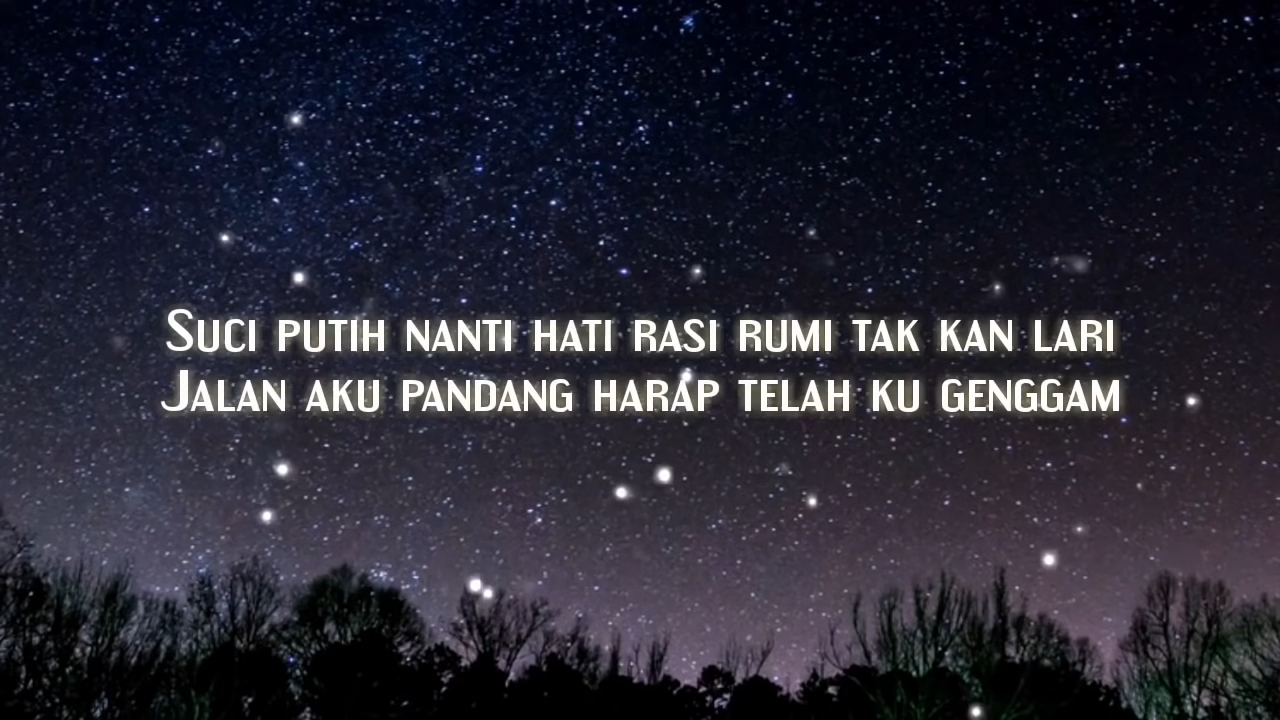 Suci putih nanti hati rasi rumi tak kan lari
Jalan aku pandang harap telah ku genggam